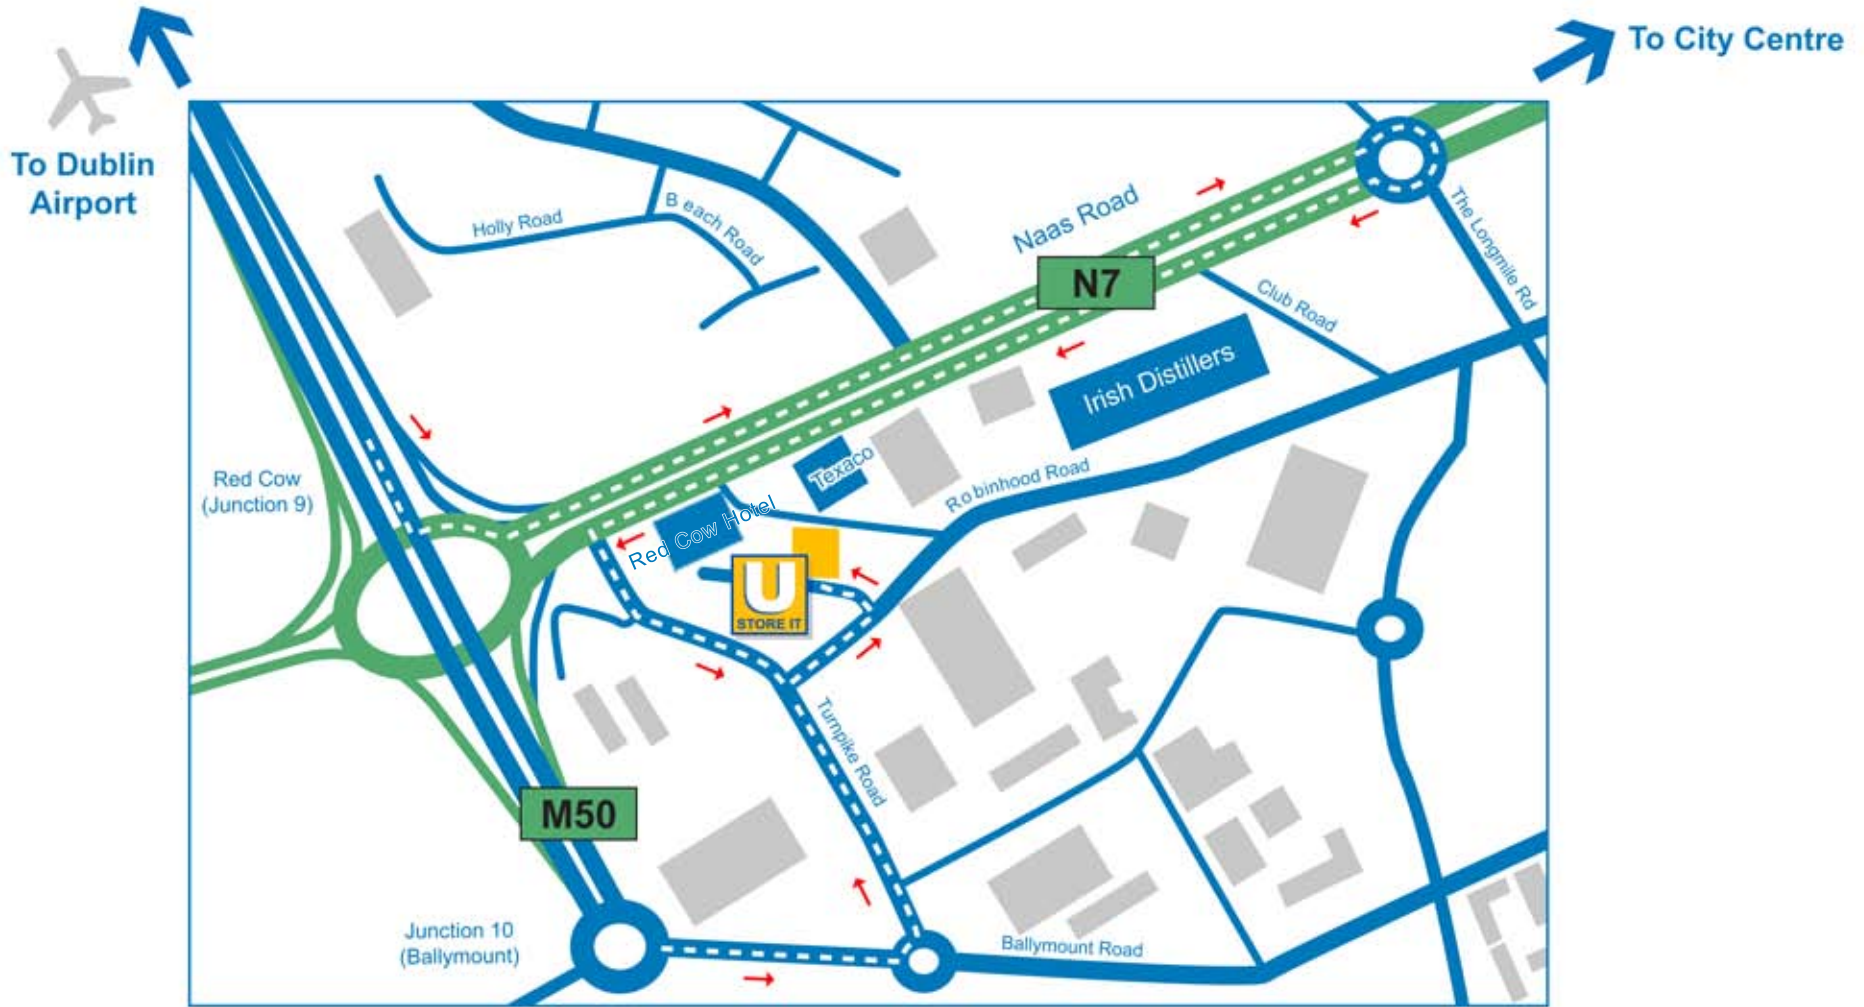 To City Centre
To Dublin
Airport
Holly Road
Beach Road
Naas Road
N7
The Longmile Rd
Club Road
Irish Distillers
Red Cow
(Junction 9)
Texaco
Robinhood Road
Red Cow Hotel
U
STORE IT
Turnpike Road
M50
Junction 10
(Ballymount)
Ballymount Road